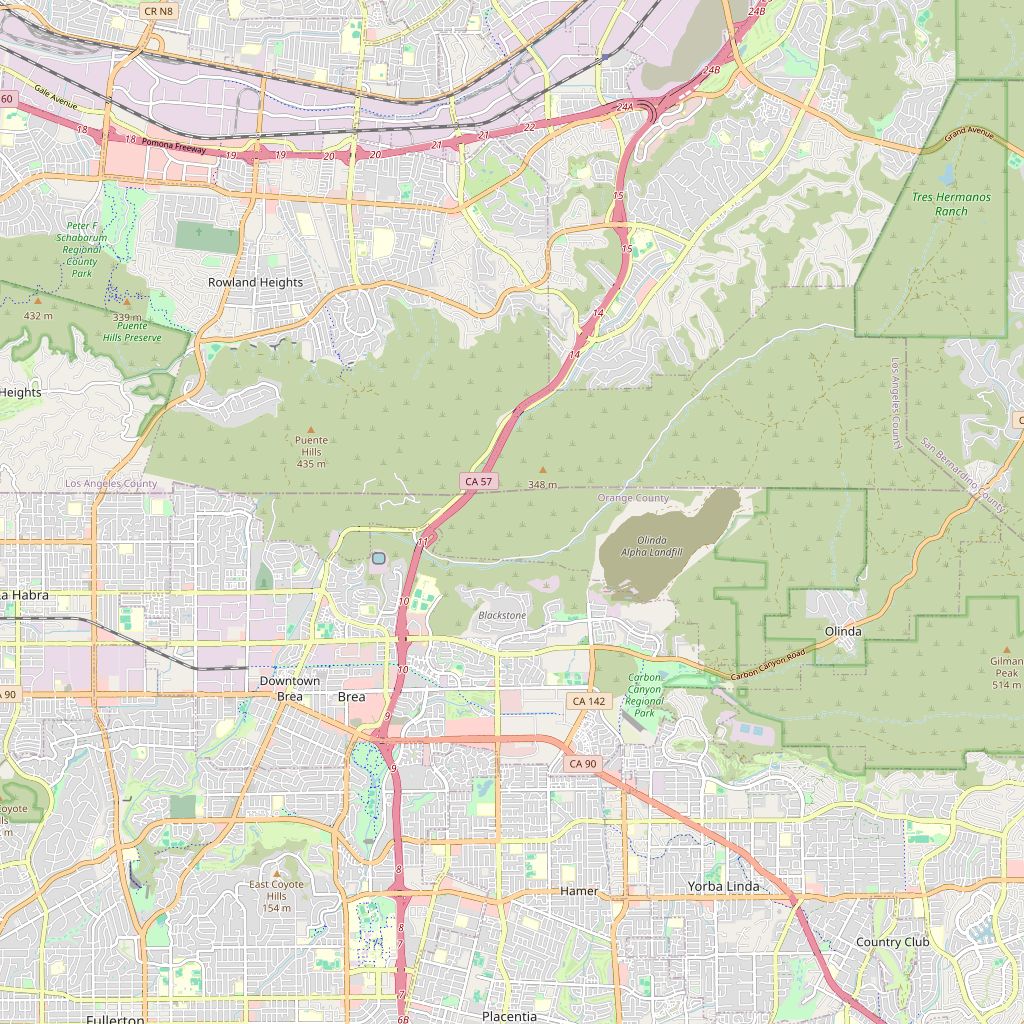 CR N8
24B
24B
60
Gale Avenue
24A
18
18
Pomona Freeway
19
19
20
20
21
21
22
Grand Avenue
15
Tres Hermanos
Ranch
Peter F
Schabarum
Regional
County
Park
15
Rowland Heights
432 m
339 m
Puente
Hills Preserve
14
14
Heights
Los Angeles County
Puente
Hills
435 m
San Bernardino County
348 m
CA 57
Los Angeles County
Orange County
11
Olinda
Alpha Landfill
La Habra
10
Blackstone
Olinda
10
Carbon Canyon Road
Gilman
Peak
514 m
Downtown
Brea
Brea
Carbon
Canyon
Regional
Park
90
CA 142
9
CA 90
9
Coyote
8
East Coyote
Hills
154 m
Hamer
Yorba Linda
8
7
Country Club
7
6B
Fullerton
Placentia